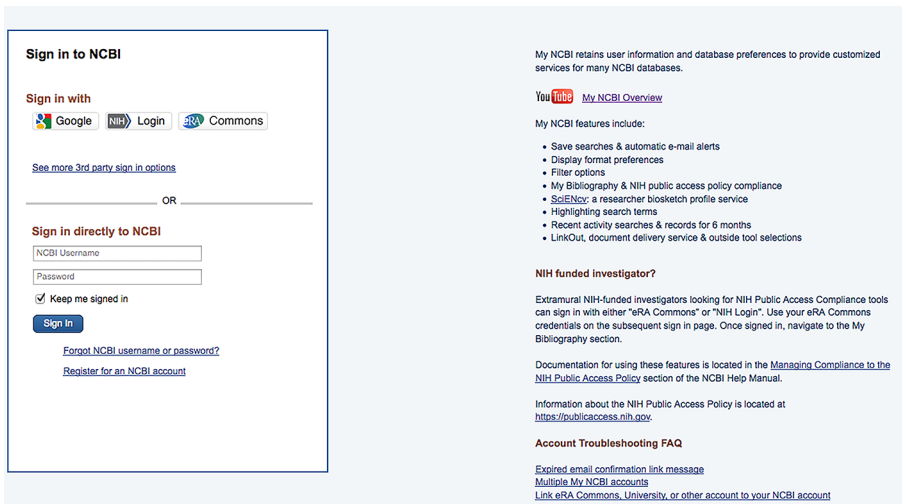 Sign in to NCBI
Sign in with
Google
NIH Login
eRA Commons
See more 3rd party sign in options
OR
Sign in directly to NCBI
NCBI Username
Password
Keep me signed in
Sign In
Forgot NCBI username or password?
Register for an NCBI account
My NCBI retains user information and database preferences to provide customized
services for many NCBI databases.
YouTube My NCBI Overview
My NCBI features include:
• Save searches & automatic e-mail alerts
• Display format preferences
• Filter options
• My Bibliography & NIH public access policy compliance
• SciENcv: a researcher biosketch profile service
• Highlighting search terms
• Recent activity searches & records for 6 months
• LinkOut, document delivery service & outside tool selections
NIH funded investigator?
Extramural NIH-funded investigators looking for NIH Public Access Compliance tools
can sign in with either "eRA Commons" or "NIH Login". Use your eRA Commons
credentials on the subsequent sign in page. Once signed in, navigate to the My
Bibliography section.
Documentation for using these features is located in the Managing Compliance to the
NIH Public Access Policy section of the NCBI Help Manual.
Information about the NIH Public Access Policy is located at
https://publicaccess.nih.gov.
Account Troubleshooting FAQ
Expired email confirmation link message
Multiple My NCBI accounts
Link eRA Commons, University, or other account to your NCBI account